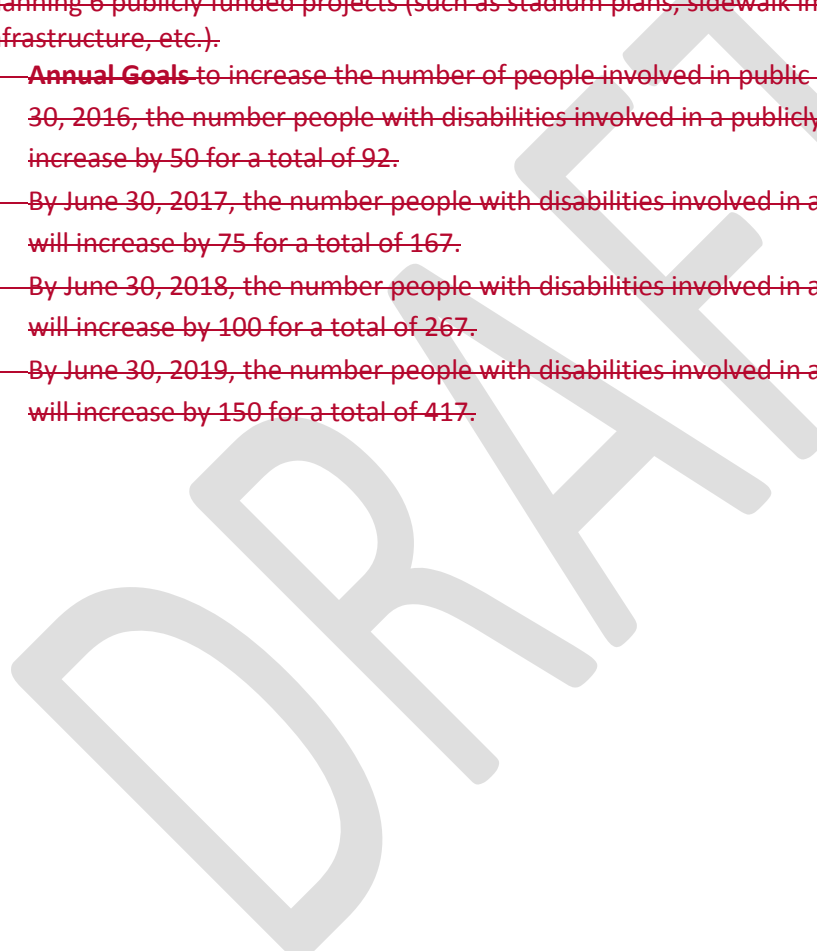 anning 6 publicly funded projects (such as stadium plans, sidewalk im
frastructure, etc.).
Annual Goals to increase the number of people involved in public
30, 2016, the number people with disabilities involved in a publicly
increase by 50 for a total of 92.
By June 30, 2017, the number people with disabilities involved in a
will increase by 75 for a total of 167.
By June 30, 2018, the number people with disabilities involved in a
will increase by 100 for a total of 267.
By June 30, 2019, the number people with disabilities involved in a
will increase by 150 for a total of 417.
DRAFT